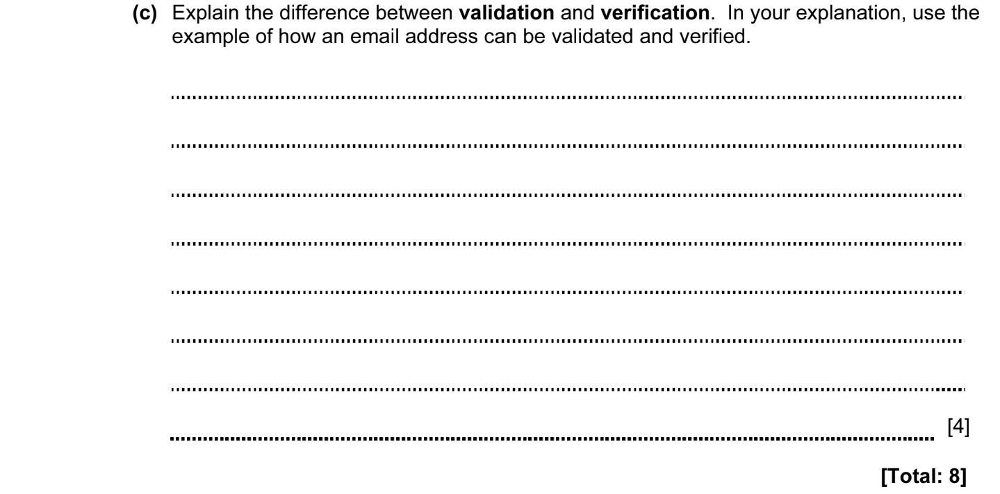 (c) Explain the difference between validation and verification. In your explanation, use the
example of how an email address can be validated and verified.
[4]
[Total: 8]